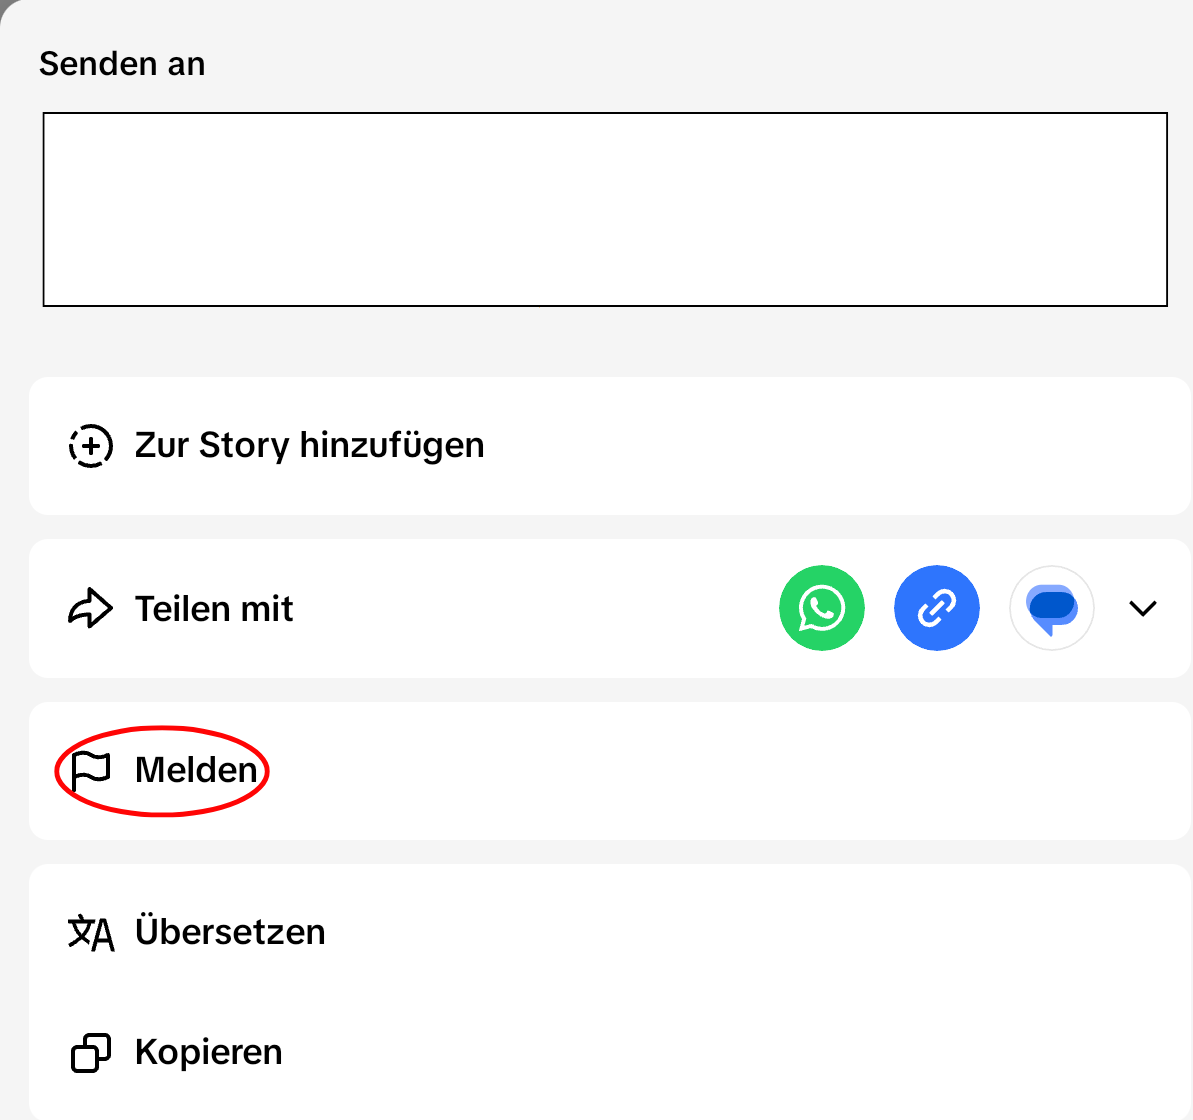 Senden an
Zur Story hinzufügen
Teilen mit
Melden
Übersetzen
Kopieren